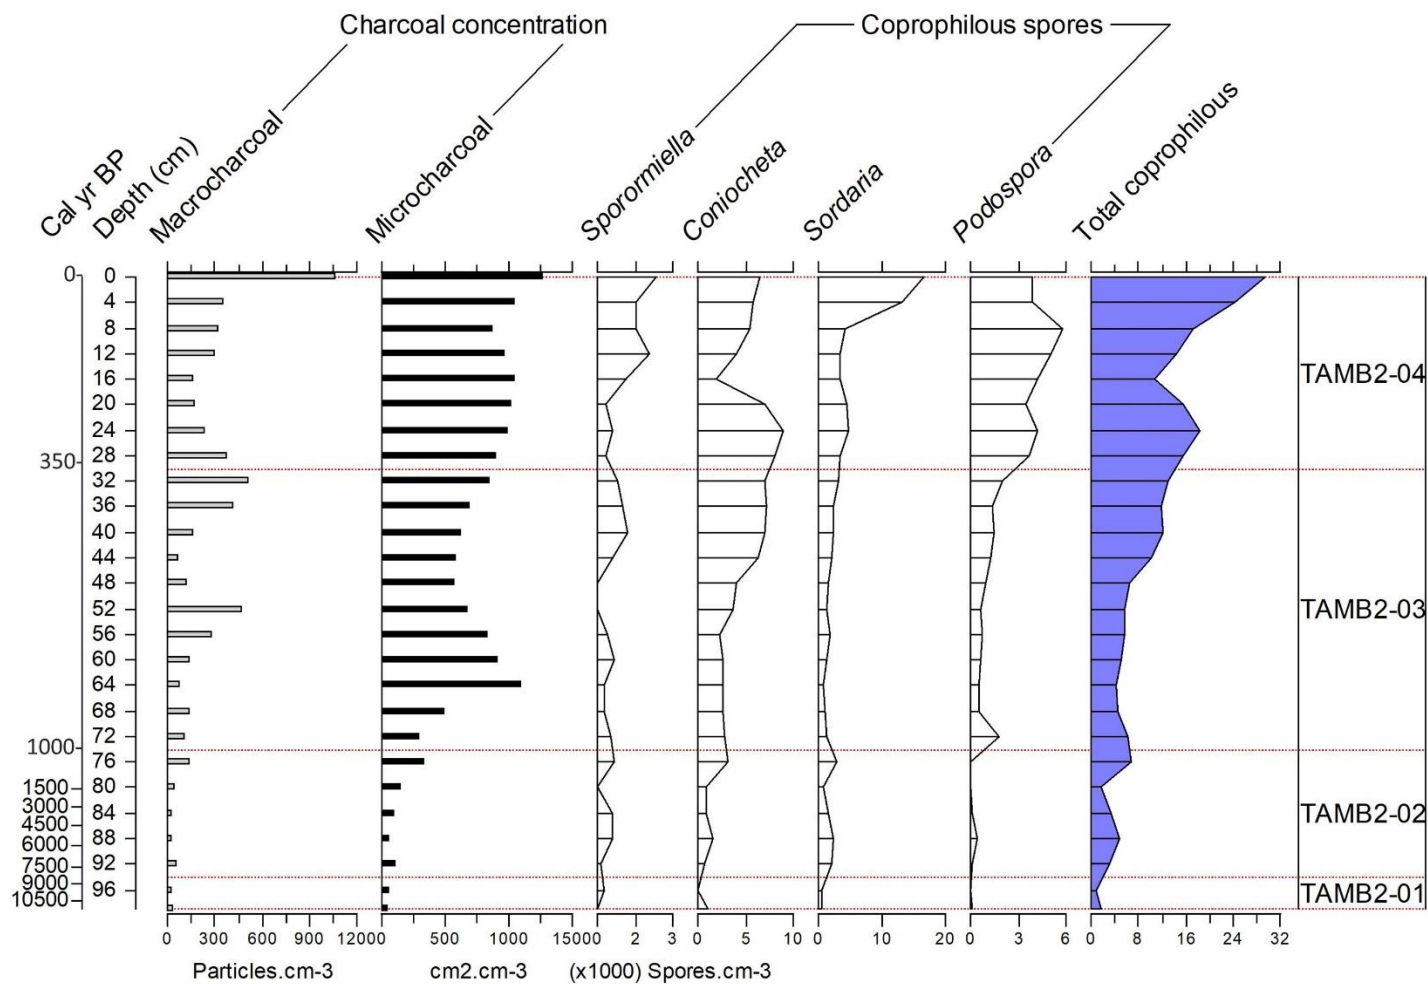 Charcoal concentration
Coprophilous spores
Cal yr BP
Depth (cm)
Macrocharcoal
Microcharcoal
Sporormiella
Coniocheta
Sordaria
Podospora
Total coprophilous
0
350
1000
1500
3000
4500
6000
7500
9000
10500
0
4
8
12
16
20
24
28
32
36
40
44
48
52
56
60
64
68
72
76
80
84
88
92
96
TAMB2-04
TAMB2-03
TAMB2-02
TAMB2-01
0 300 600 900 12000 500 1000 15000 2 3 0 5 10 0 10 20 0 3 6 0 8 16 24 32
Particles.cm-3 cm2.cm-3 (x1000) Spores.cm-3